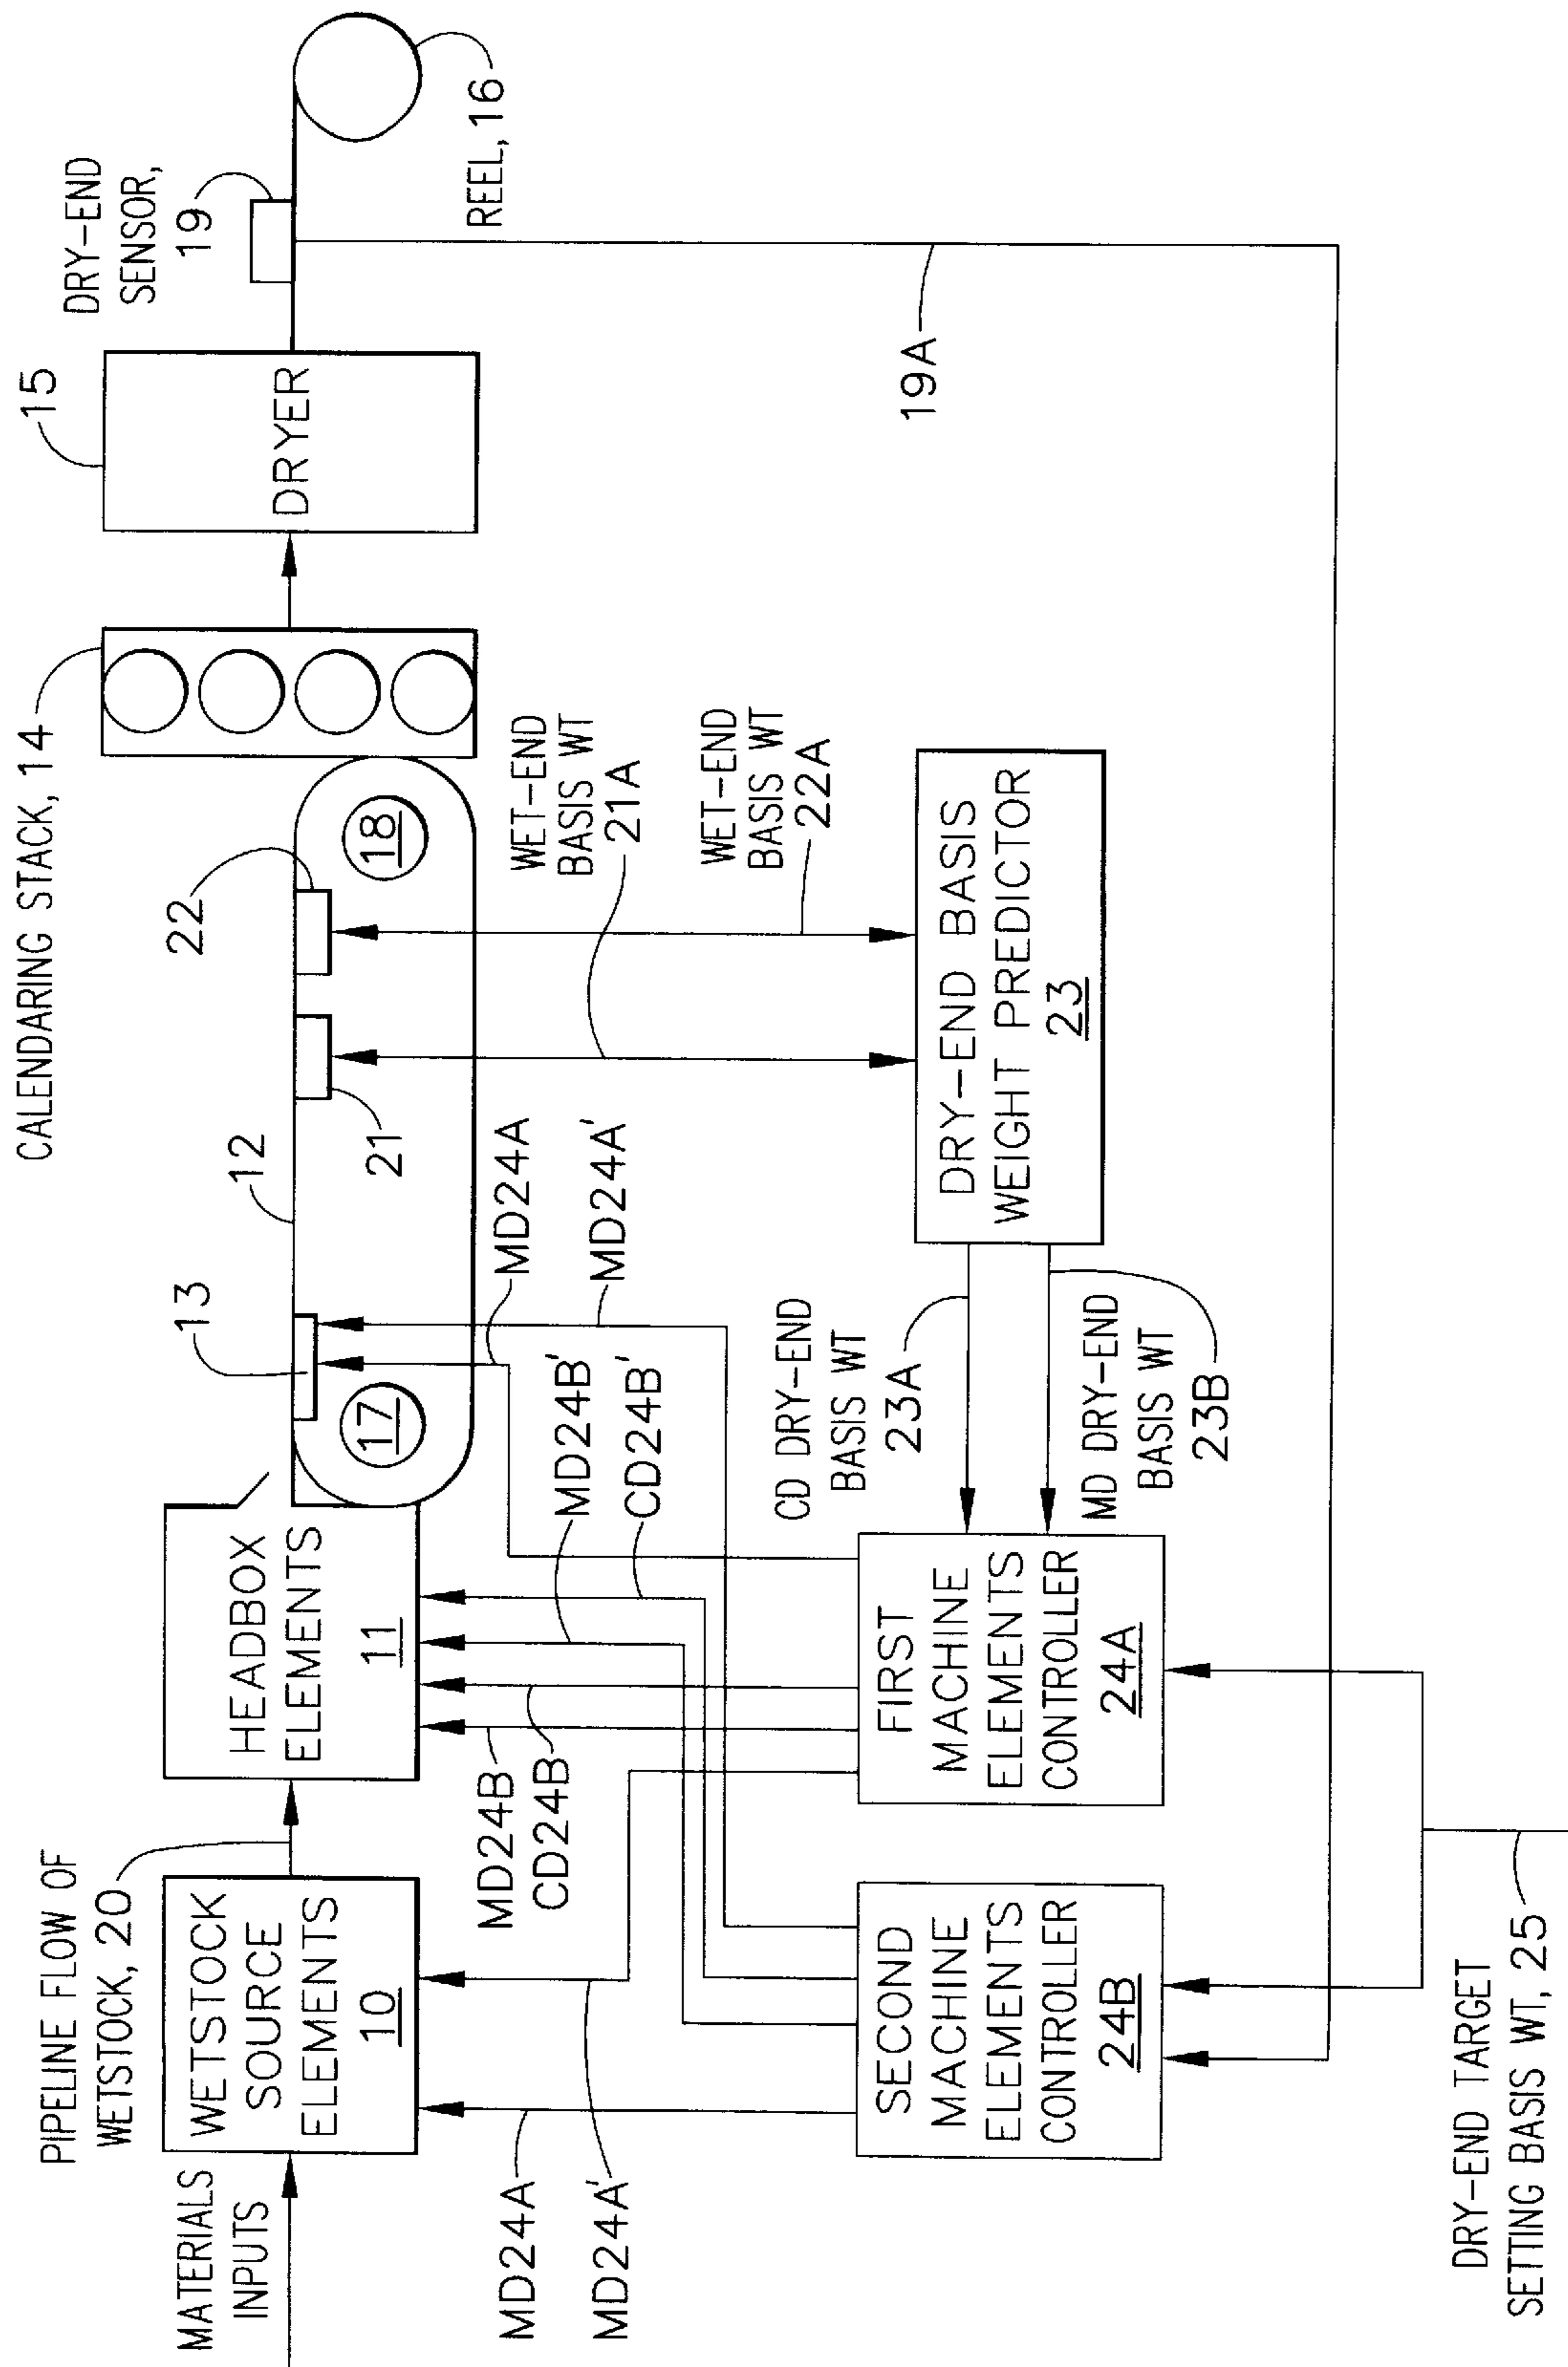 CALENDARING STACK, 14
15
DRY-END
SENSOR,
19
DRYER
REEL, 16
PIPELINE FLOW OF
WETSTOCK, 20
MATERIALS
INPUTS
WETSTOCK
SOURCE
ELEMENTS
10
HEADBOX
ELEMENTS
11
13
12
22
17
21
18
MD24A
MD24A'
MD24B
CD24B
MD24B'
CD24B'
MD24A
MD24A'
WET-END
BASIS WT
21A
WET-END
BASIS WT
22A
19A
SECOND
MACHINE
ELEMENTS
CONTROLLER
24B
FIRST
MACHINE
ELEMENTS
CONTROLLER
24A
CD DRY-END
BASIS WT
23A
MD DRY-END
BASIS WT
23B
DRY-END BASIS
WEIGHT PREDICTOR
23
DRY-END TARGET
SETTING BASIS WT, 25